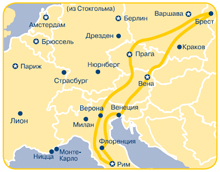 (из Стокгольма)
Амстердам
Берлин
Варшава
Брест
Брюссель
Дрезден
Прага
Краков
Париж
Нюрнберг
Страсбург
Вена
Верона
Венеция
Лион
Милан
Флоренция
Ницца
Монте-
Карло
Рим